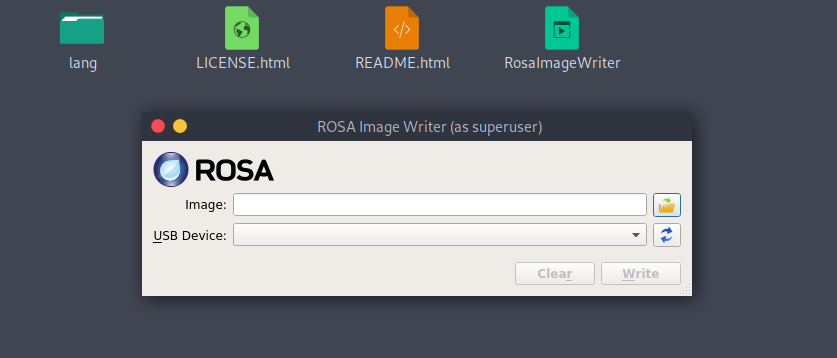 lang
LICENSE.html
README.html
RosaImageWriter
ROSA Image Writer (as superuser)
ROSA
Image:
USB Device:
Clear
Write